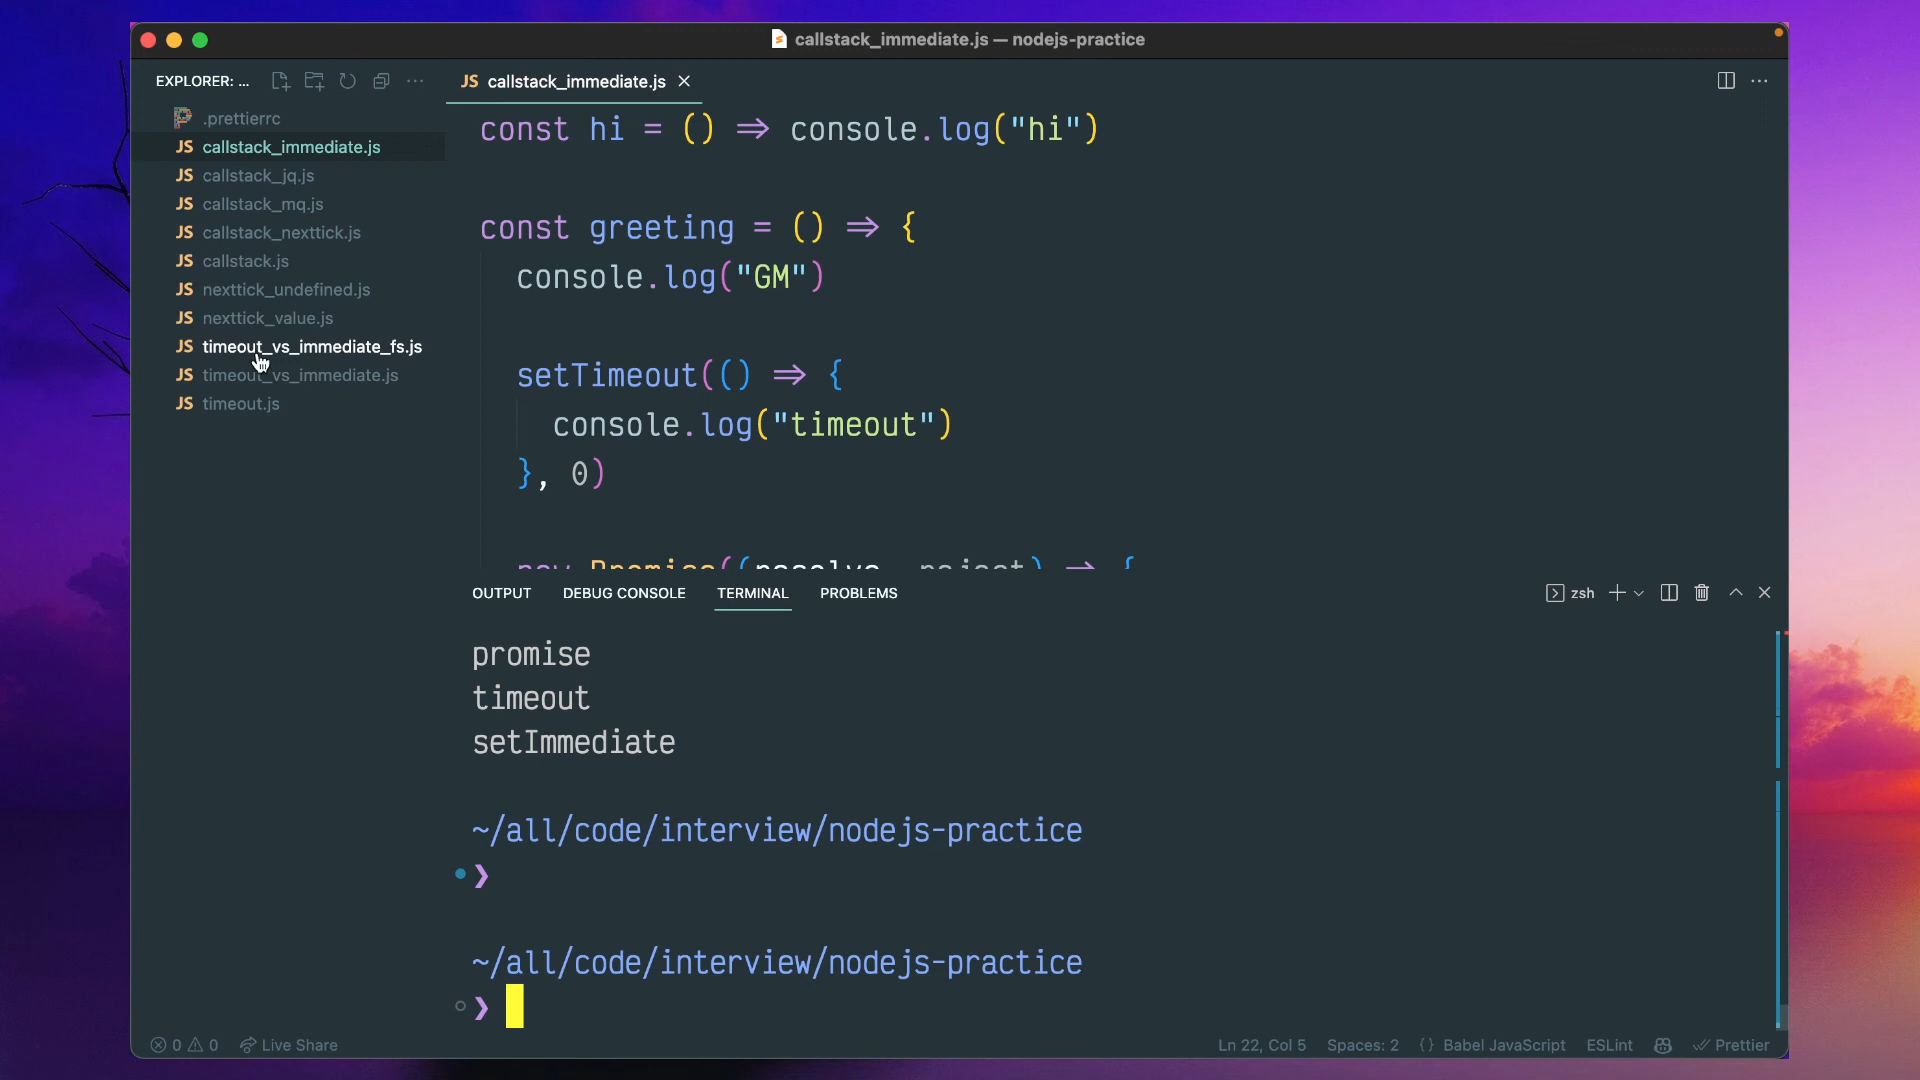 callstack_immediate.js — nodejs-practice
EXPLORER: ...
JS callstack_immediate.js
.prettierrc
JS callstack_immediate.js
JS callstack_jq.js
JS callstack_mq.js
JS callstack_nexttick.js
JS callstack.js
JS nexttick_undefined.js
JS nexttick_value.js
JS timeout_vs_immediate_fs.js
JS timeout_vs_immediate.js
JS timeout.js
const hi = () => console.log("hi")
const greeting = () => {
console.log("GM")
setTimeout(() => {
console.log("timeout")
}, 0)
new Promise((resolve, reject) => {
OUTPUT DEBUG CONSOLE TERMINAL PROBLEMS
zsh
promise
timeout
setImmediate
~/all/code/interview/nodejs-practice
❯
~/all/code/interview/nodejs-practice
❯
0 0 Live Share
Ln 22, Col 5 Spaces: 2 {} Babel JavaScript ESLint Prettier